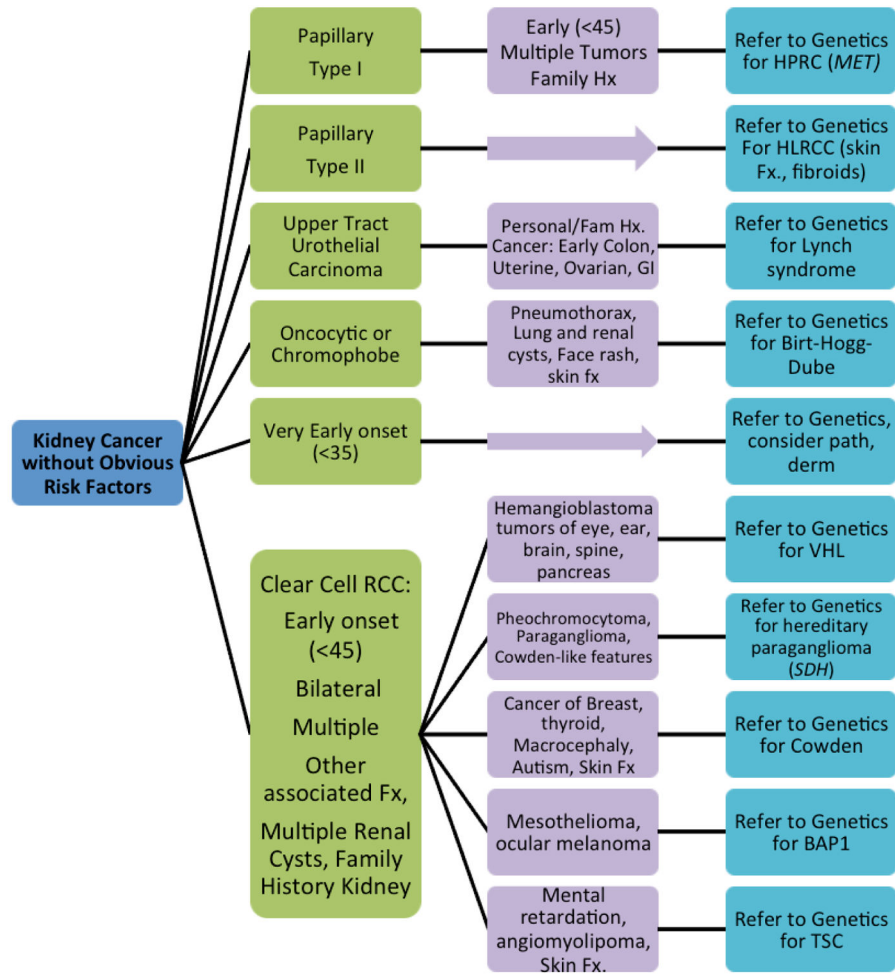 Papillary
Type I
Early (<45)
Multiple Tumors
Family Hx
Refer to Genetics
for HPRC (MET)
Papillary
Type II
Refer to Genetics
For HLRCC (skin
Fx., fibroids)
Upper Tract
Urothelial
Carcinoma
Personal/Fam Hx.
Cancer: Early Colon,
Uterine, Ovarian, GI
Refer to Genetics
for Lynch
syndrome
Oncocytic or
Chromophobe
Pneumothorax,
Lung and renal
cysts, Face rash,
skin fx
Refer to Genetics
for Birt-Hogg-
Dube
Kidney Cancer
without Obvious
Risk Factors
Very Early onset
(<35)
Refer to Genetics,
consider path,
derm
Clear Cell RCC:
Early onset
(<45)
Bilateral
Multiple
Other
associated Fx,
Multiple Renal
Cysts, Family
History Kidney
Hemangioblastoma
tumors of eye, ear,
brain, spine,
pancreas
Refer to Genetics
for VHL
Pheochromocytoma,
Paraganglioma,
Cowden-like features
Refer to Genetics
for hereditary
paraganglioma
(SDH)
Cancer of Breast,
thyroid,
Macrocephaly,
Autism, Skin Fx
Refer to Genetics
for Cowden
Mesothelioma,
ocular melanoma
Refer to Genetics
for BAP1
Mental
retardation,
angiomyolipoma,
Skin Fx.
Refer to Genetics
for TSC